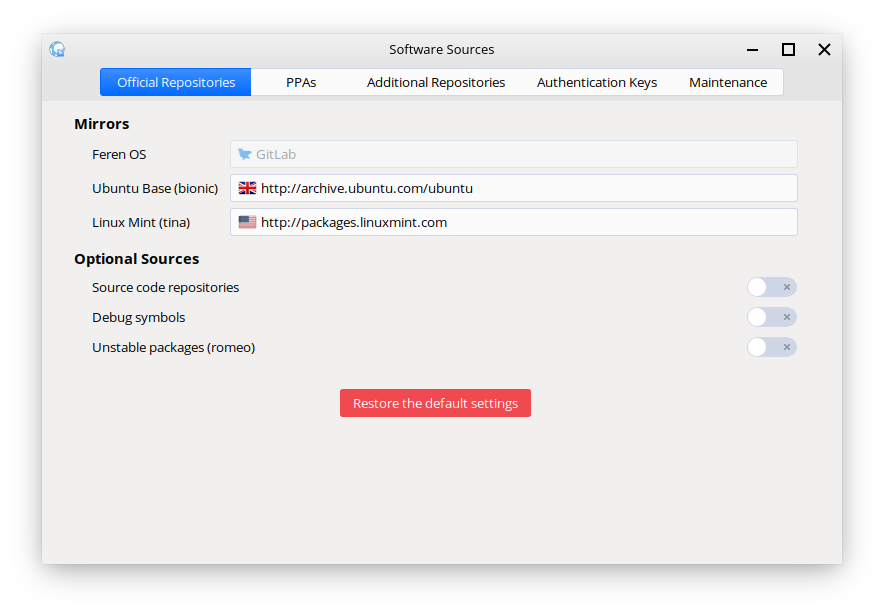 Software Sources
Official Repositories PPAs Additional Repositories Authentication Keys Maintenance
Mirrors
Feren OS GitLab
Ubuntu Base (bionic) http://archive.ubuntu.com/ubuntu
Linux Mint (tina) http://packages.linuxmint.com
Optional Sources
Source code repositories
Debug symbols
Unstable packages (romeo)
Restore the default settings